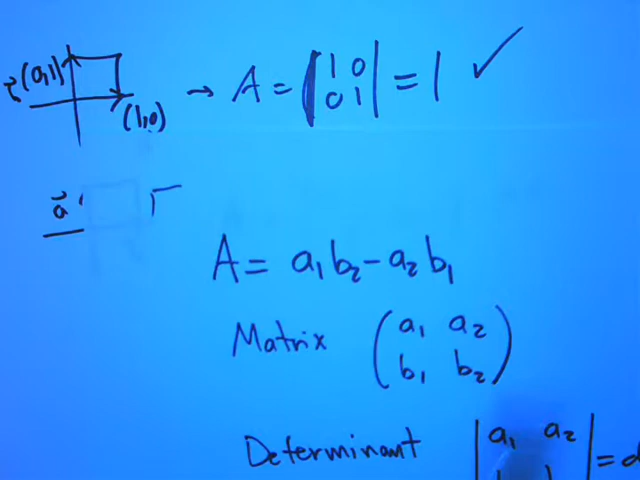 (0,1)
(1,0)
→ A = |1 0| = 1 ✓
|0 1|
a⃗
A = a₁b₂ - a₂b₁
Matrix (a₁ a₂)
(b₁ b₂)
Determinant |a₁ a₂| =